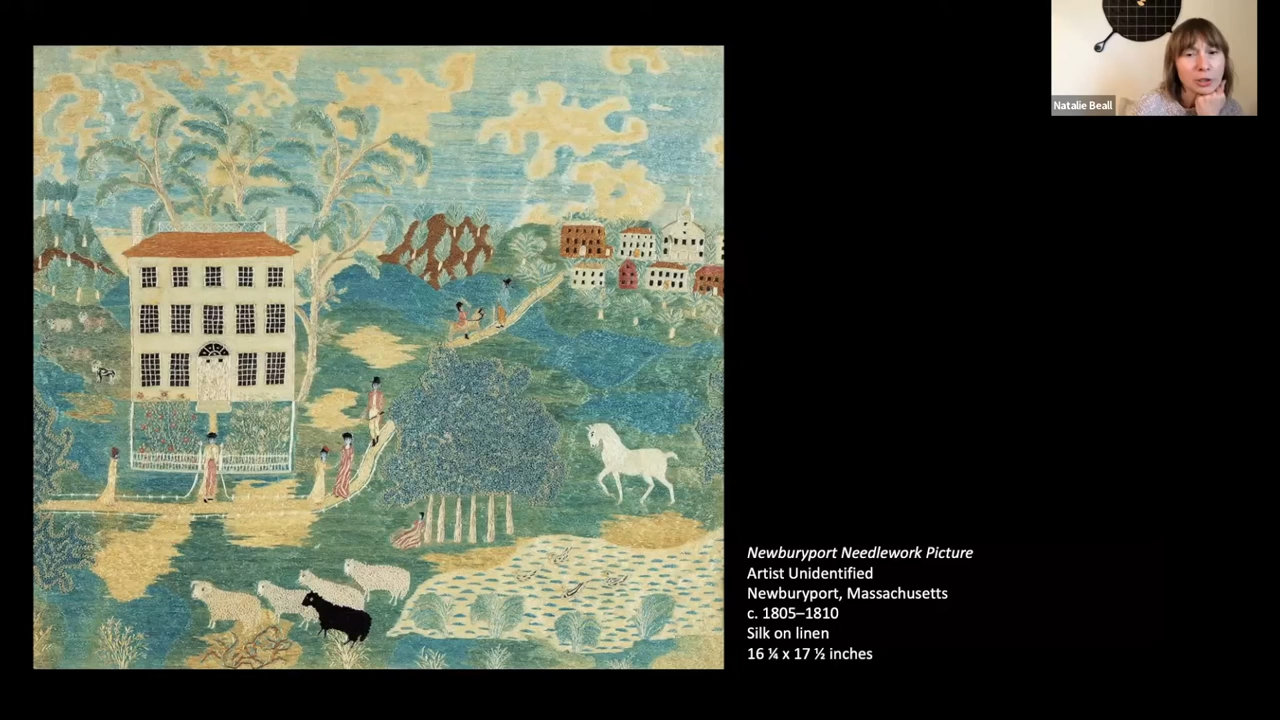 Natalie Beall
Newburyport Needlework Picture
Artist Unidentified
Newburyport, Massachusetts
c. 1805–1810
Silk on linen
16 ¼ x 17 ½ inches